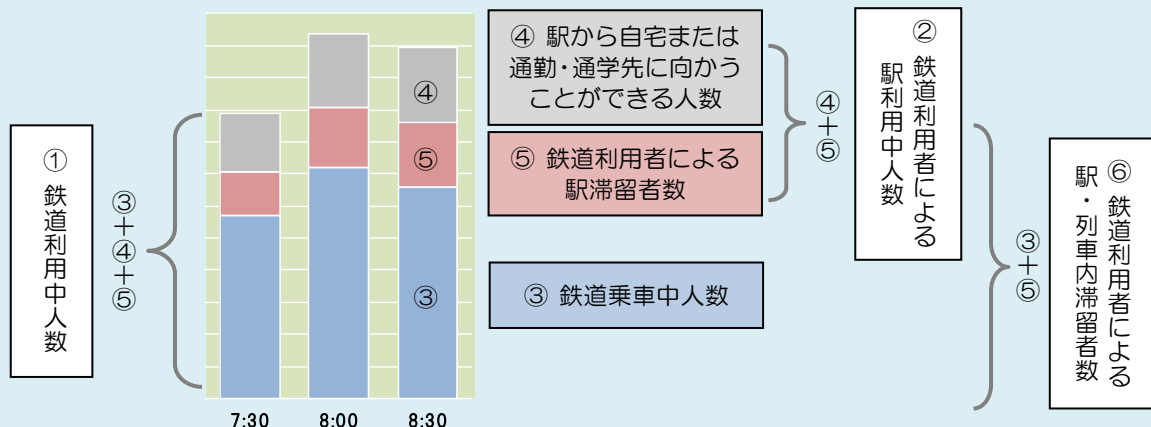 ① 鉄道利用中人数
③+④+⑤
④
⑤
③
7:30
8:00
8:30
④ 駅から自宅または
通勤・通学先に向かう
ことができる人数
⑤ 鉄道利用者による
駅滞留者数
③ 鉄道乗車中人数
④+⑤
② 鉄道利用者による
駅利用中人数
③+⑤
⑥ 鉄道利用者による
駅・列車内滞留者数